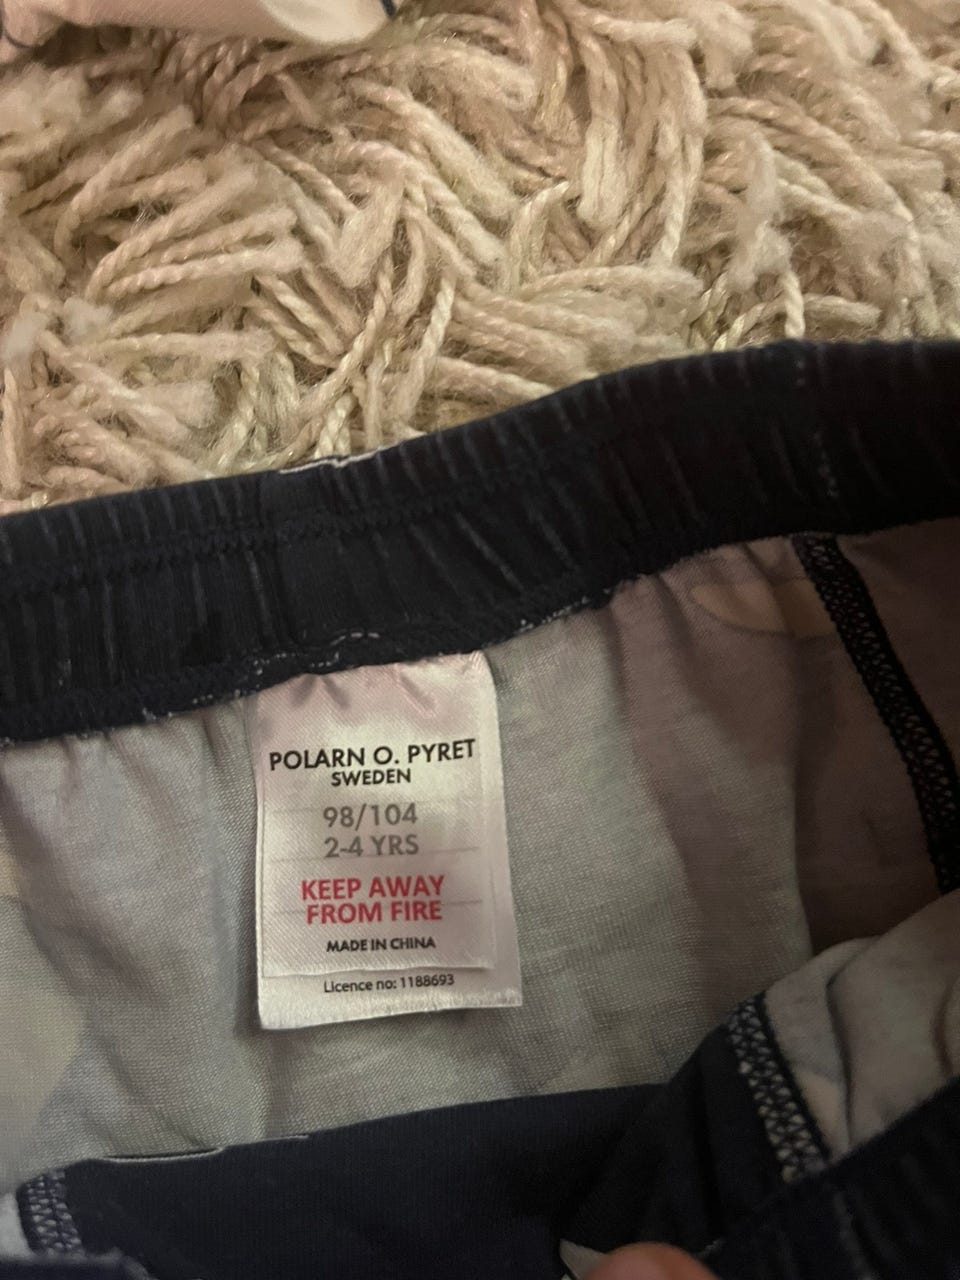 POLARN O. PYRET
SWEDEN
98/104
2-4 YRS
KEEP AWAY
FROM FIRE
MADE IN CHINA
Licence no: 1188693